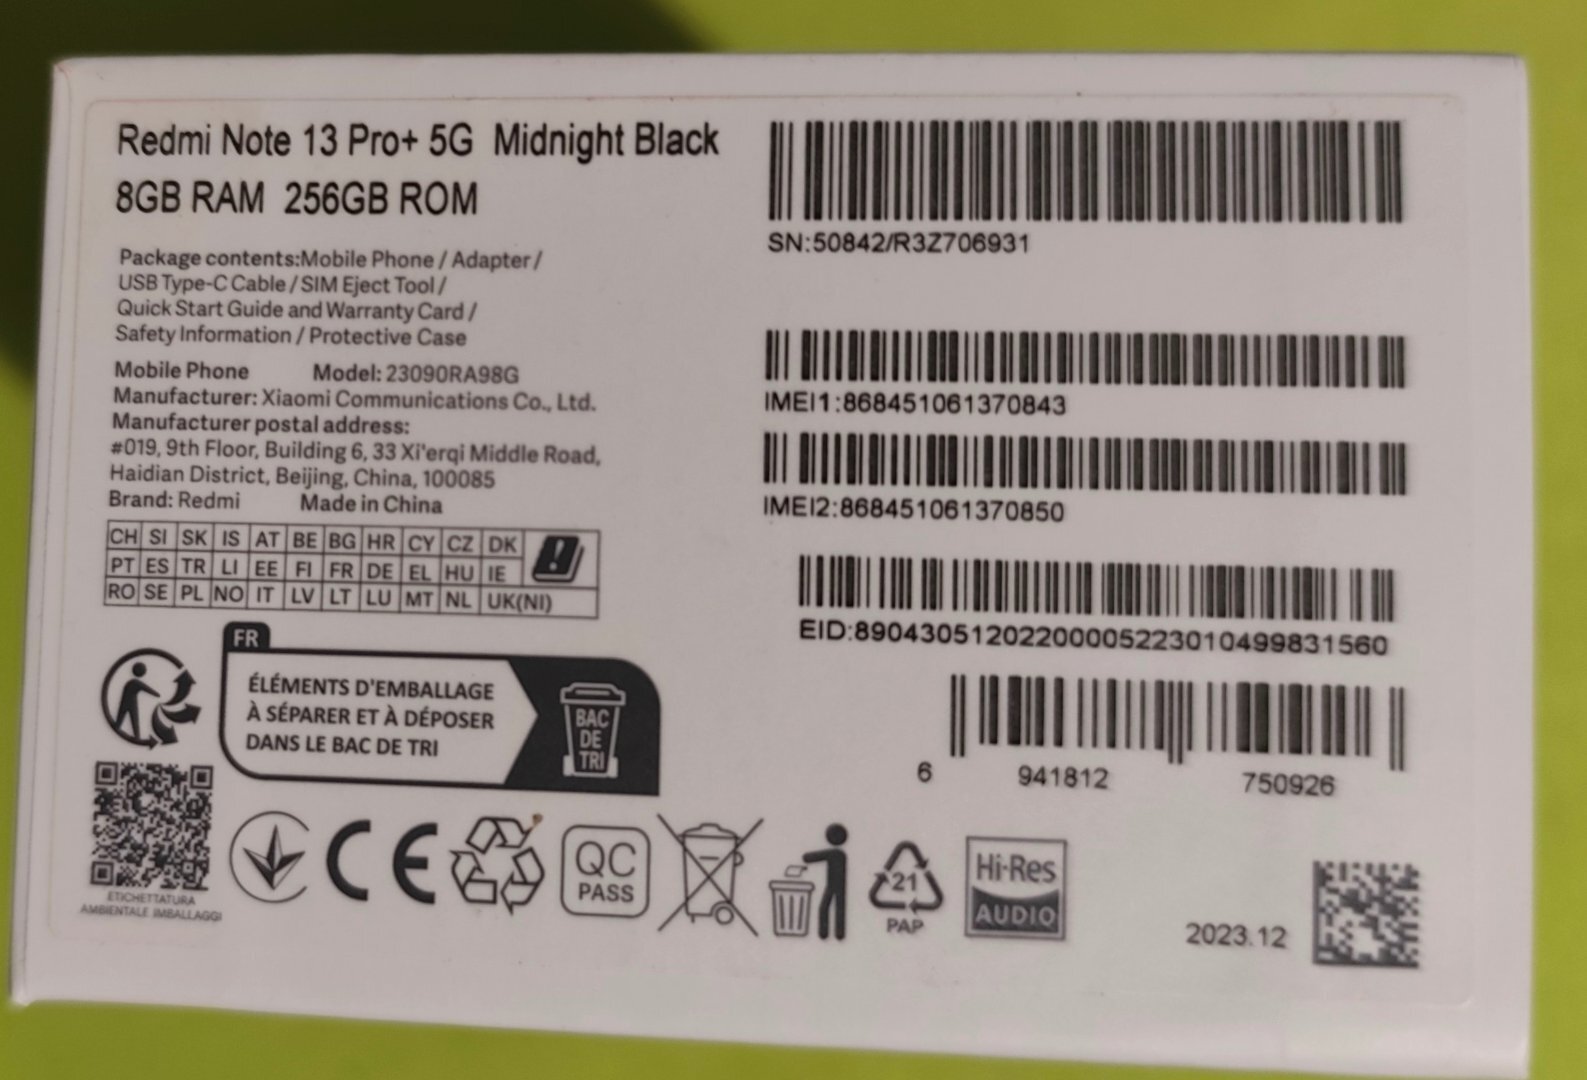 Redmi Note 13 Pro+ 5G Midnight Black
8GB RAM 256GB ROM
Package contents:Mobile Phone / Adapter /
USB Type-C Cable / SIM Eject Tool /
Quick Start Guide and Warranty Card /
Safety Information / Protective Case
Mobile Phone Model: 23090RA98G
Manufacturer: Xiaomi Communications Co., Ltd.
Manufacturer postal address:
#019, 9th Floor, Building 6, 33 Xi'erqi Middle Road,
Haidian District, Beijing, China, 100085
Brand: Redmi Made in China
CH SI SK IS AT BE BG HR CY CZ DK
PT ES TR LI EE FI FR DE EL HU IE
RO SE PL NO IT LV LT LU MT NL UK(NI)
FR
ÉLÉMENTS D'EMBALLAGE
À SÉPARER ET À DÉPOSER
DANS LE BAC DE TRI
BAC
DE
TRI
ETICHETTATURA
AMBIENTALE IMBALLAGGI
CE
QC
PASS
21
PAP
Hi-Res
AUDIO
SN:50842/R3Z706931
IMEI1:868451061370843
IMEI2:868451061370850
EID:89043051202200005223010499831560
6 941812 750926
2023.12